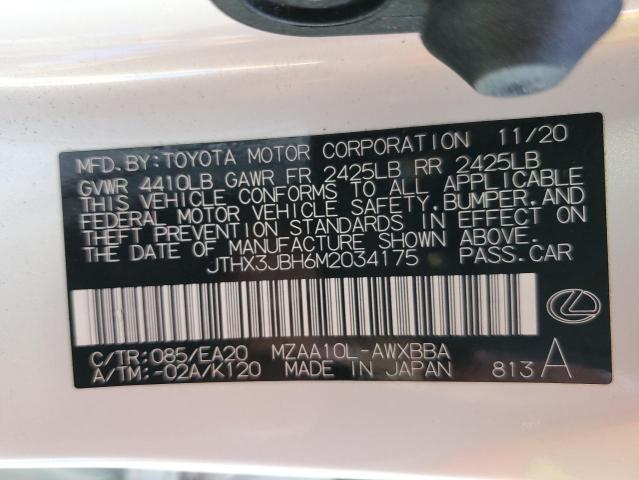 MFD. BY: TOYOTA MOTOR CORPORATION 11/20
GVWR 4410LB GAWR FR 2425LB RR 2425LB
THIS VEHICLE CONFORMS TO ALL APPLICABLE
FEDERAL MOTOR VEHICLE SAFETY, BUMPER, AND
THEFT PREVENTION STANDARDS IN EFFECT ON
THE DATE OF MANUFACTURE SHOWN ABOVE.
JTHX3JBH6M2034175 PASS. CAR
C/TR: 085/EA20 MZAA10L-AWXBBA
A/TM: -02A/K120 MADE IN JAPAN 813 A